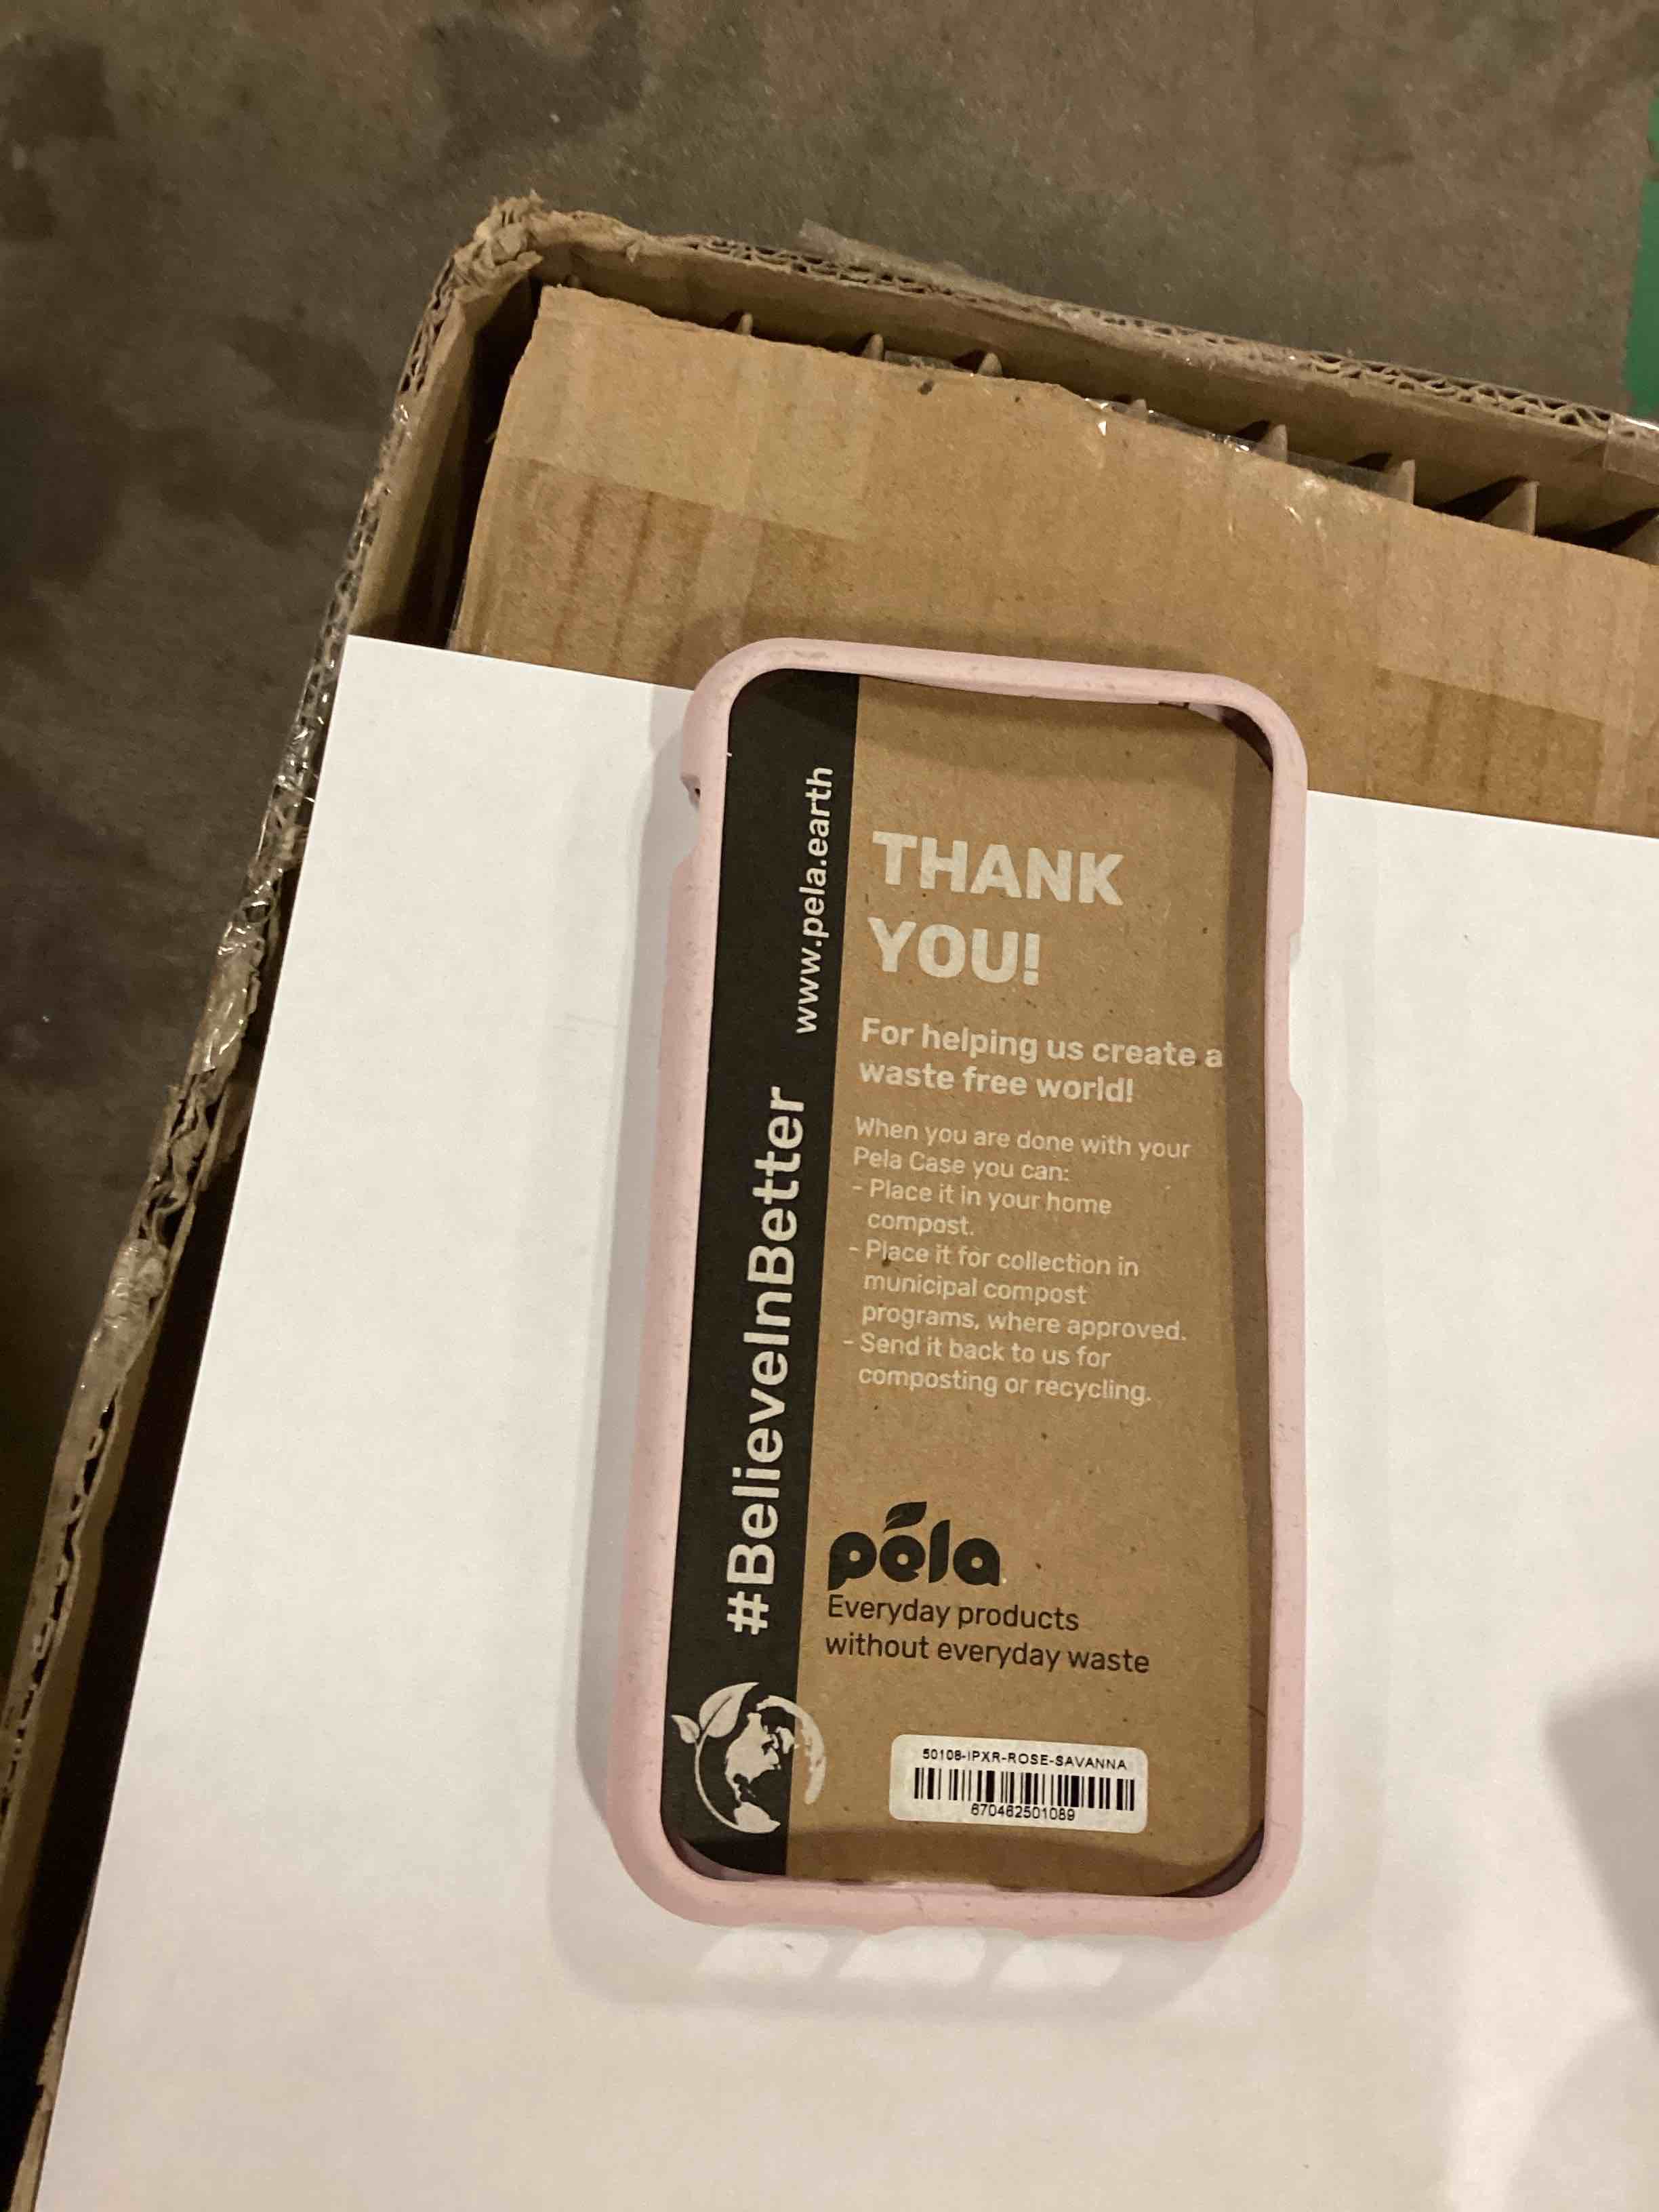 #BelieveInBetter www.pela.earth
THANK
YOU!
For helping us create a
waste free world!
When you are done with your
Pela Case you can:
- Place it in your home
compost.
- Place it for collection in
municipal compost
programs, where approved.
- Send it back to us for
composting or recycling.
pela
Everyday products
without everyday waste
50108-IPXR-ROSE-SAVANNA
670462501089